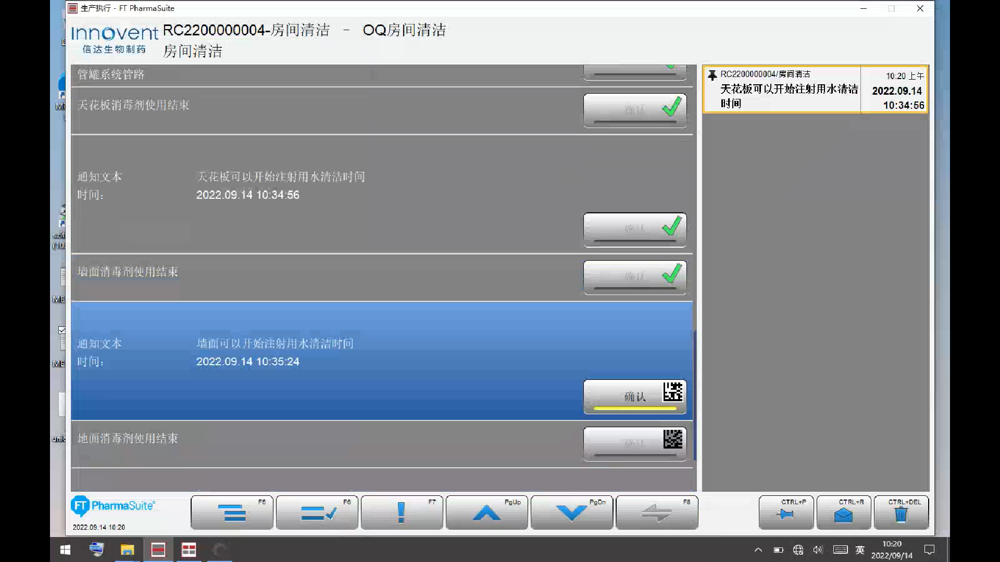 生产执行 - FT PharmaSuite
Innovent
信达生物制药
RC2200000004-房间清洁 - OQ房间清洁
房间清洁
管罐系统管路
天花板消毒剂使用结束
确认
通知文本 天花板可以开始注射用水清洁时间
时间: 2022.09.14 10:34:56
确认
墙面消毒剂使用结束
确认
通知文本 墙面可以开始注射用水清洁时间
时间: 2022.09.14 10:35:24
确认
地面消毒剂使用结束
确认
RC2200000004/房间清洁
天花板可以开始注射用水清洁
时间
10:20 上午
2022.09.14
10:34:56
FT PharmaSuite®
2022.09.14 10:20
F5
F6
F7
PgUp
PgDn
F8
CTRL+P
CTRL+R
CTRL+DEL
英
10:20
2022/09/14